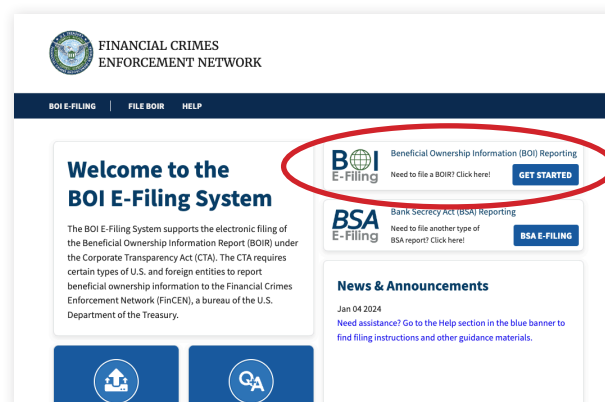 FINANCIAL CRIMES
ENFORCEMENT NETWORK
BOI E-FILING
FILE BOIR
HELP
Welcome to the
BOI E-Filing System
The BOI E-Filing System supports the electronic filing of
the Beneficial Ownership Information Report (BOIR) under
the Corporate Transparency Act (CTA). The CTA requires
certain types of U.S. and foreign entities to report
beneficial ownership information to the Financial Crimes
Enforcement Network (FinCEN), a bureau of the U.S.
Department of the Treasury.
BOI
E-Filing
Beneficial Ownership Information (BOI) Reporting
Need to file a BOIR? Click here!
GET STARTED
BSA
E-Filing
Bank Secrecy Act (BSA) Reporting
Need to file another type of
BSA report? Click here!
BSA E-FILING
News & Announcements
Jan 04 2024
Need assistance? Go to the Help section in the blue banner to
find filing instructions and other guidance materials.
QA